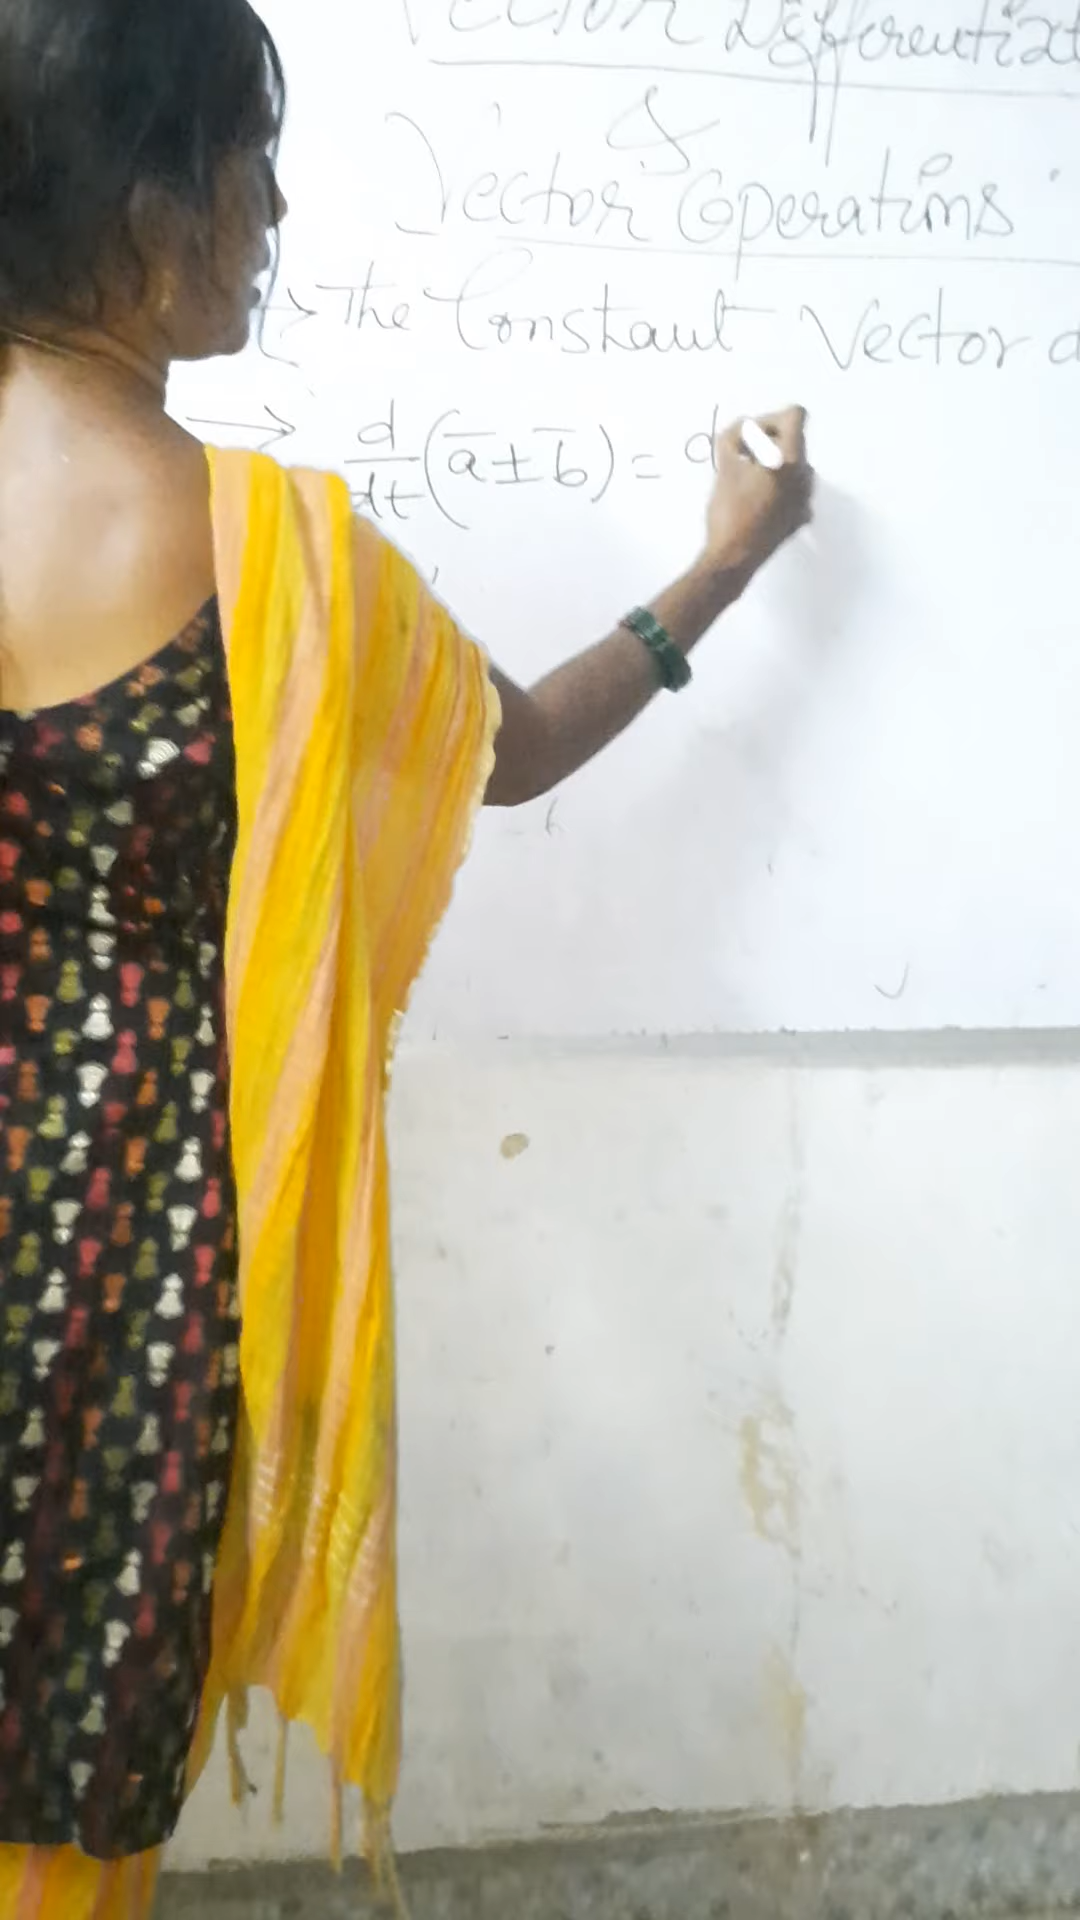 Vector Differentiat
&
Vector Operations :
→ The Constant Vector
→ d/dt (a̅ ± b̅) = d